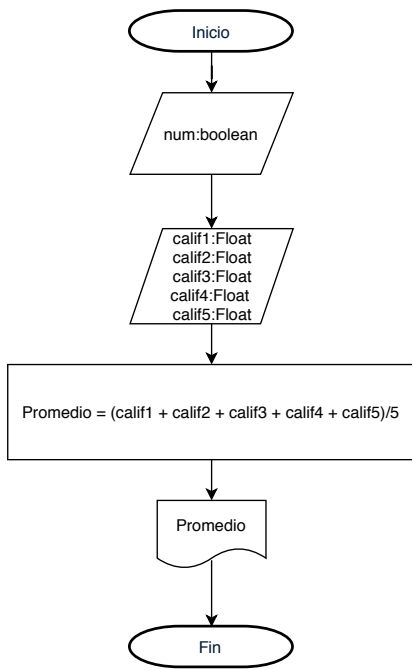 Inicio
num:boolean
calif1:Float
calif2:Float
calif3:Float
calif4:Float
calif5:Float
Promedio = (calif1 + calif2 + calif3 + calif4 + calif5)/5
Promedio
Fin